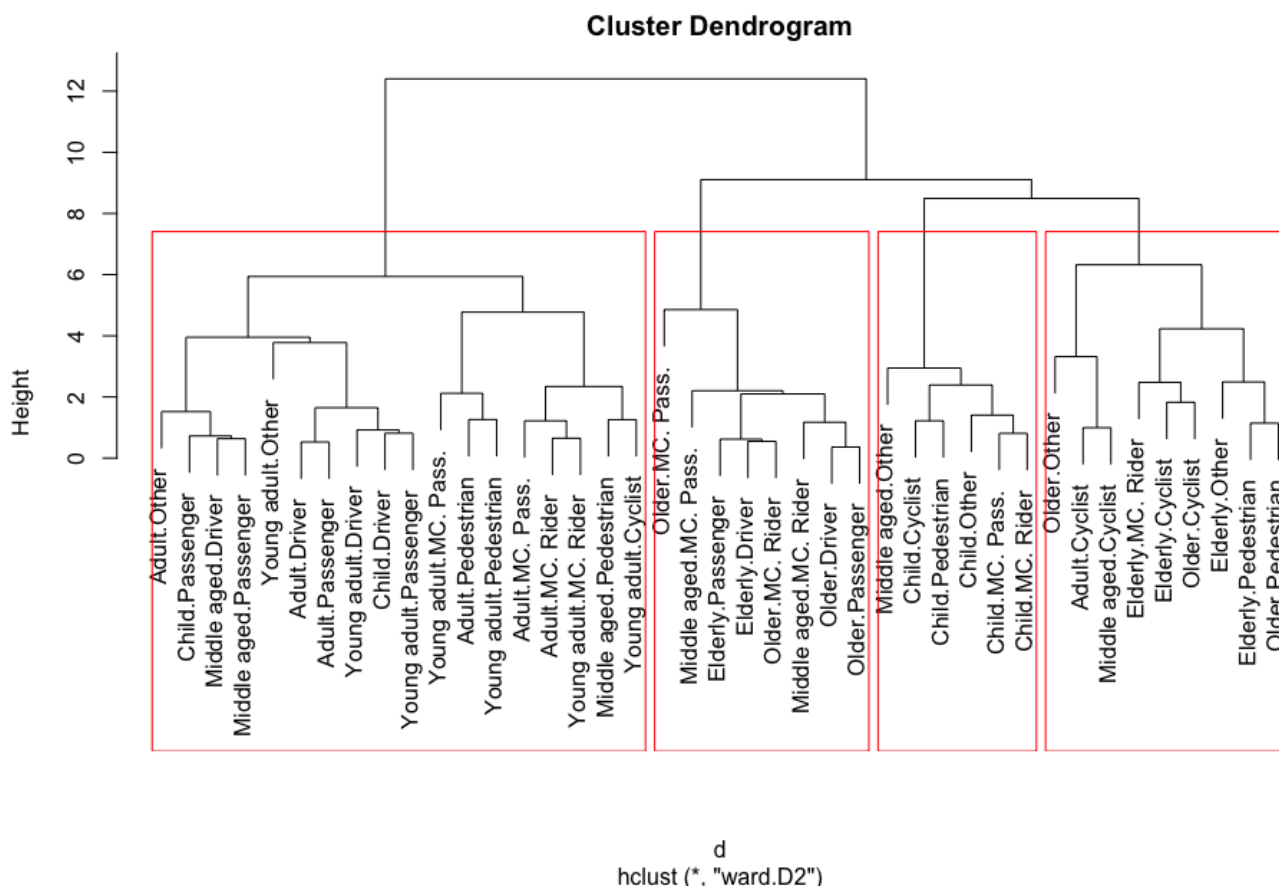 Cluster Dendrogram
Height
12
10
8
6
4
2
0
Adult.Other
Child.Passenger
Middle aged.Driver
Middle aged.Passenger
Young adult.Other
Adult.Driver
Adult.Passenger
Young adult.Driver
Child.Driver
Young adult.Passenger
Young adult.MC. Pass.
Adult.Pedestrian
Young adult.Pedestrian
Adult.MC. Pass.
Adult.MC. Rider
Young adult.MC. Rider
Middle aged.Pedestrian
Young adult.Cyclist
Older.MC. Pass.
Middle aged.MC. Pass.
Elderly.Passenger
Elderly.Driver
Older.MC. Rider
Middle aged.MC. Rider
Older.Driver
Older.Passenger
Middle aged.Other
Child.Cyclist
Child.Pedestrian
Child.Other
Child.MC. Pass.
Child.MC. Rider
Older.Other
Adult.Cyclist
Middle aged.Cyclist
Elderly.MC. Rider
Elderly.Cyclist
Older.Cyclist
Elderly.Other
Elderly.Pedestrian
Older.Pedestrian
d
hclust (*, "ward.D2")